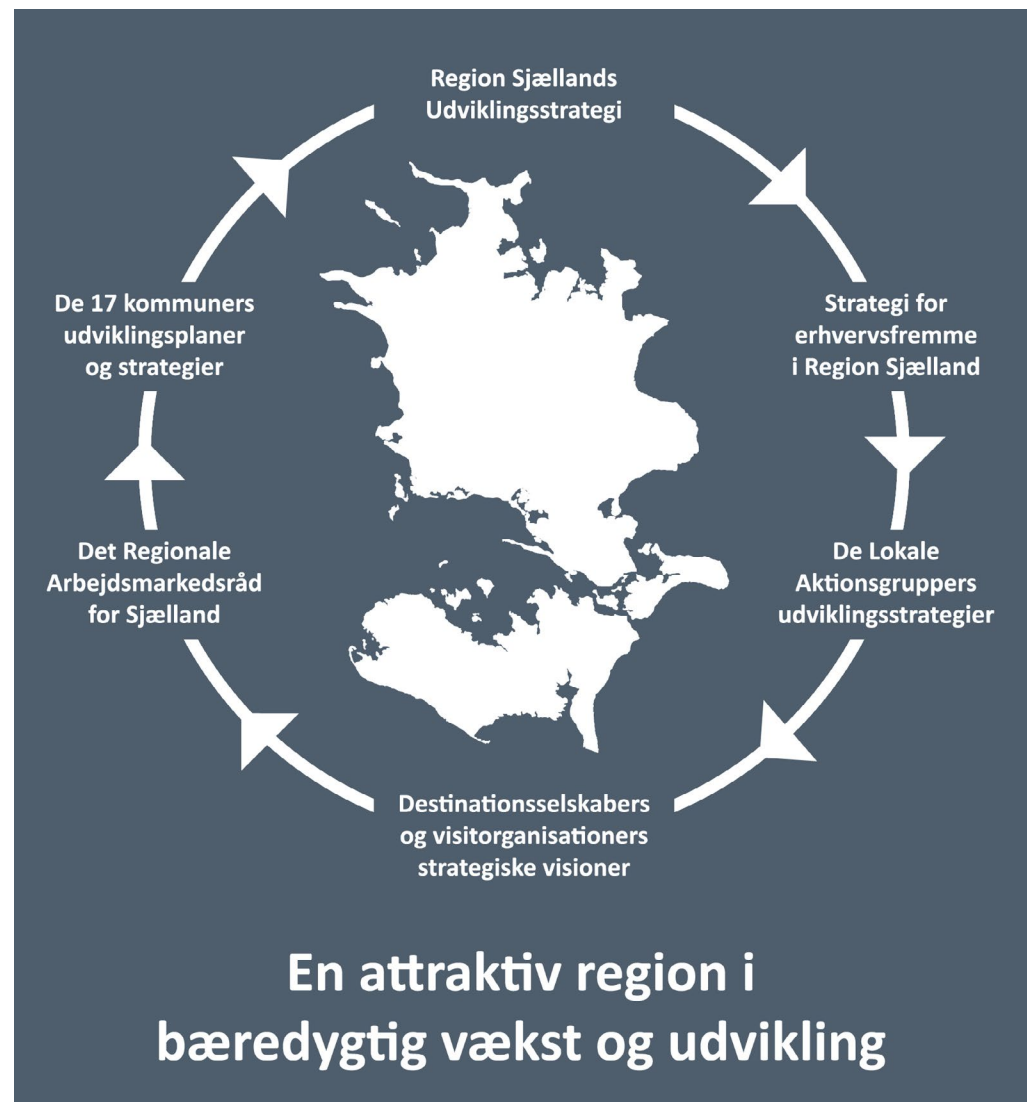 Region Sjællands
Udviklingsstrategi
Strategi for
erhvervsfremme
i Region Sjælland
De Lokale
Aktionsgruppers
udviklingsstrategier
Destinationsselskabers
og visitorganisationers
strategiske visioner
Det Regionale
Arbejdsmarkedsråd
for Sjælland
De 17 kommuners
udviklingsplaner
og strategier
En attraktiv region i
bæredygtig vækst og udvikling